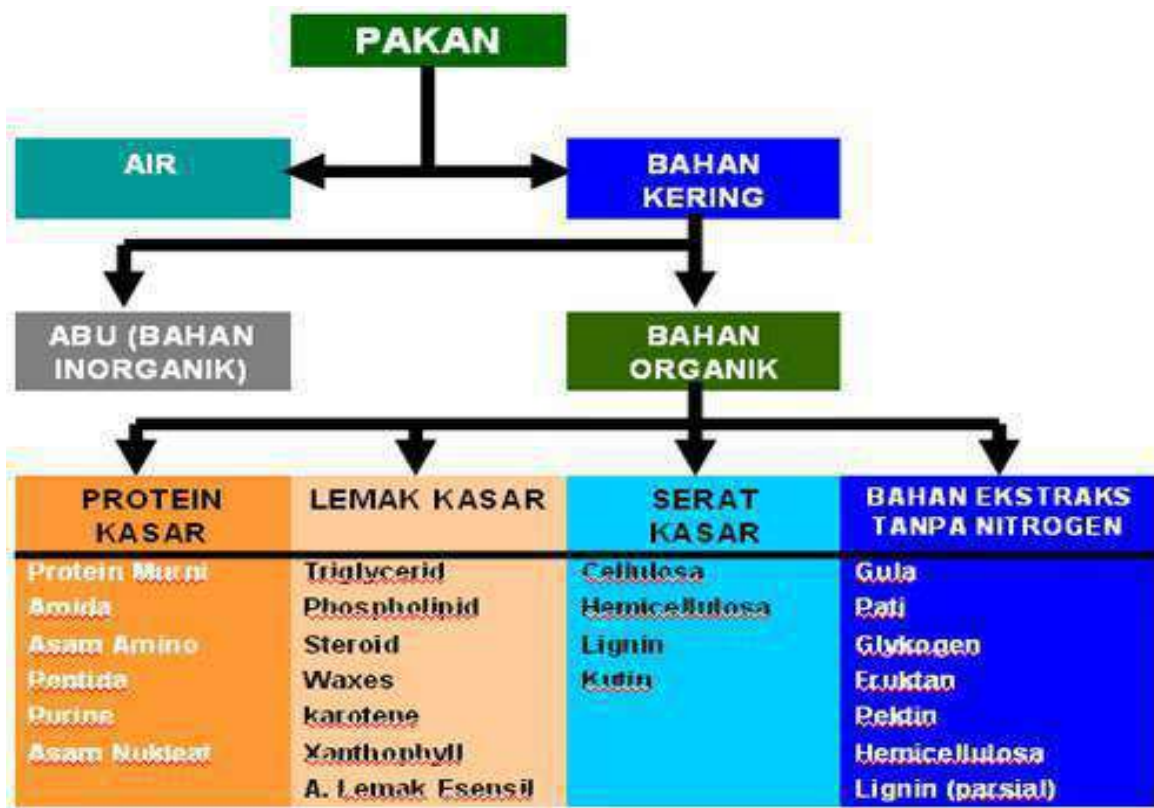 PAKAN
AIR
BAHAN
KERING
ABU (BAHAN
INORGANIK)
BAHAN
ORGANIK
PROTEIN
KASAR
Protein Murni
Amida
Asam Amino
Peptida
Purine
Asam Nukleat
LEMAK KASAR
Triglycerid
Phospholipid
Steroid
Waxes
karotene
Xanthophyll
A. Lemak Esensil
SERAT
KASAR
Cellulosa
Hemicellulosa
Lignin
Kutin
BAHAN EKSTRAKS
TANPA NITROGEN
Gula
Pati
Glykogen
Fruktan
Pektin
Hemicellulosa
Lignin (parsial)